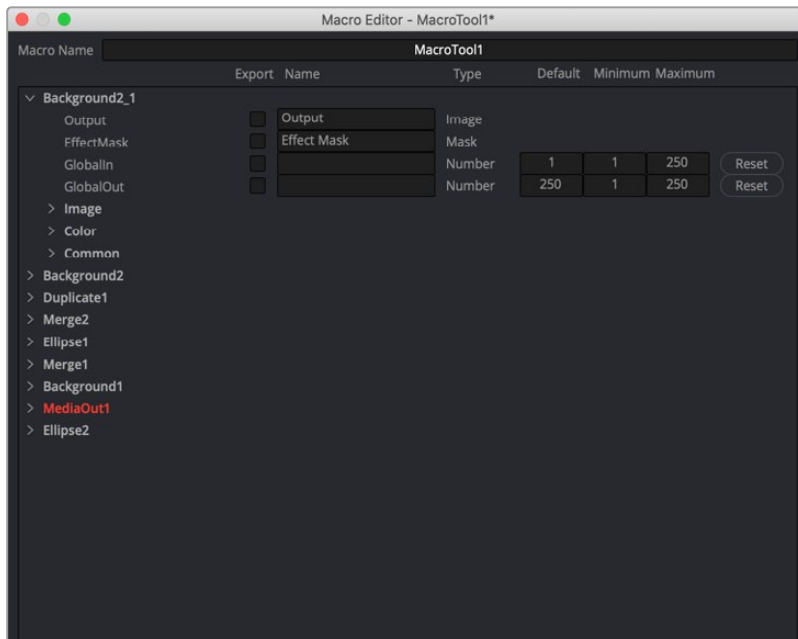 Macro Editor - MacroTool1*
Macro Name MacroTool1
Export Name Type Default Minimum Maximum
Background2_1
Output Output Image
EffectMask Effect Mask Mask
GlobalIn Number 1 1 250 Reset
GlobalOut Number 250 1 250 Reset
Image
Color
Common
Background2
Duplicate1
Merge2
Ellipse1
Merge1
Background1
MediaOut1
Ellipse2